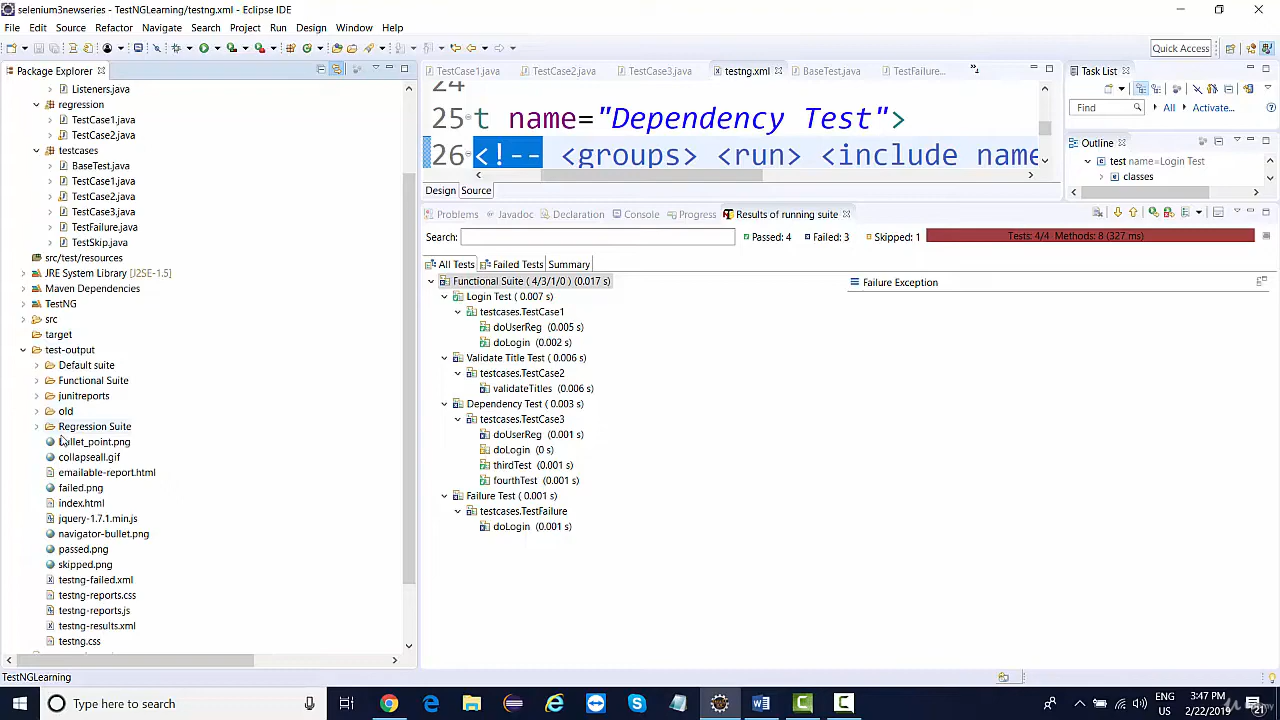 selenium3newseries - TestNGLearning/testng.xml - Eclipse IDE
File Edit Source Refactor Navigate Search Project Run Design Window Help
Quick Access
Package Explorer
Listeners.java
regression
TestCase1.java
TestCase2.java
testcases
BaseTest.java
TestCase1.java
TestCase2.java
TestCase3.java
TestFailure.java
TestSkip.java
src/test/resources
JRE System Library [J2SE-1.5]
Maven Dependencies
TestNG
src
target
test-output
Default suite
Functional Suite
junitreports
old
Regression Suite
bullet_point.png
collapseall.gif
emailable-report.html
failed.png
index.html
jquery-1.7.1.min.js
navigator-bullet.png
passed.png
skipped.png
testng-failed.xml
testng-reports.css
testng-reports.js
testng-results.xml
testng.css
TestNGLearning
TestCase1.java TestCase2.java TestCase3.java testng.xml BaseTest.java TestFailure...
24
25 t name="Dependency Test">
26 <!-- <groups> <run> <include name
Design Source
Problems Javadoc Declaration Console Progress Results of running suite
Search: Passed: 4 Failed: 3 Skipped: 1 Tests: 4/4 Methods: 8 (327 ms)
All Tests Failed Tests Summary
Functional Suite ( 4/3/1/0 ) (0.017 s)
Login Test ( 0.007 s)
testcases.TestCase1
doUserReg (0.005 s)
doLogin (0.002 s)
Validate Title Test ( 0.006 s)
testcases.TestCase2
validateTitles (0.006 s)
Dependency Test ( 0.003 s)
testcases.TestCase3
doUserReg (0.001 s)
doLogin (0 s)
thirdTest (0.001 s)
fourthTest (0.001 s)
Failure Test ( 0.001 s)
testcases.TestFailure
doLogin (0.001 s)
Failure Exception
Task List
Find All Activate...
Outline
test name=Login Test
classes
Type here to search
ENG
US
3:47 PM
2/22/2019
21